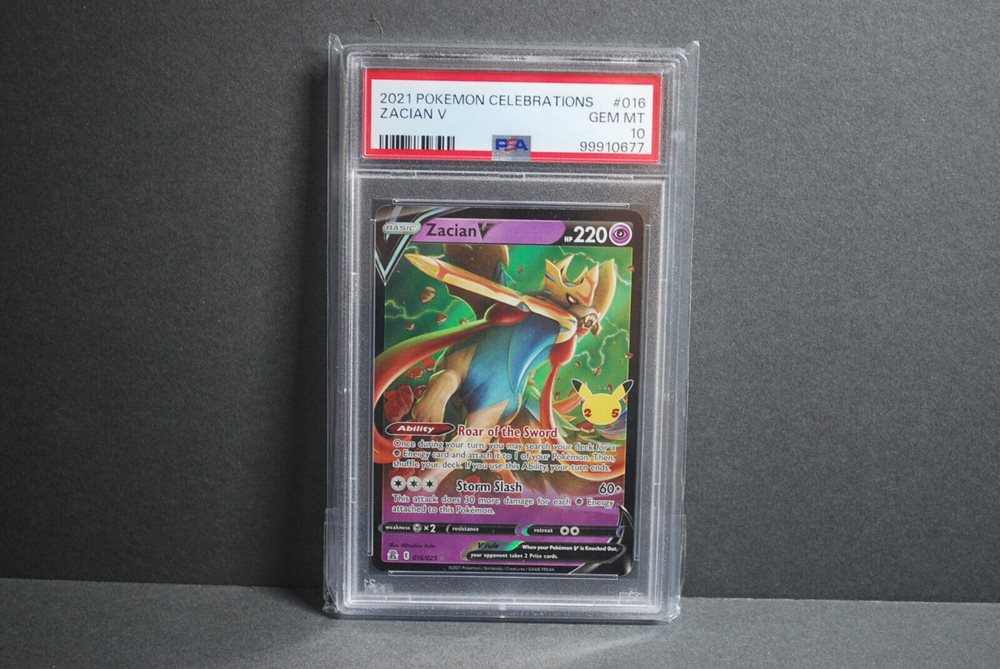 2021 POKEMON CELEBRATIONS #016
ZACIAN V GEM MT
10
PSA 99910677
BASIC Zacian V HP 220
25
Ability Roar of the Sword
Once during your turn, you may search your deck for a
Energy card and attach it to 1 of your Pokémon. Then,
shuffle your deck. If you use this Ability, your turn ends.
Storm Slash 60+
This attack does 30 more damage for each Energy
attached to this Pokémon.
weakness ×2 resistance retreat
V rule When your Pokémon V is Knocked Out,
your opponent takes 2 Prize cards.
016/025
©2021 Pokémon / Nintendo / Creatures / GAME FREAK